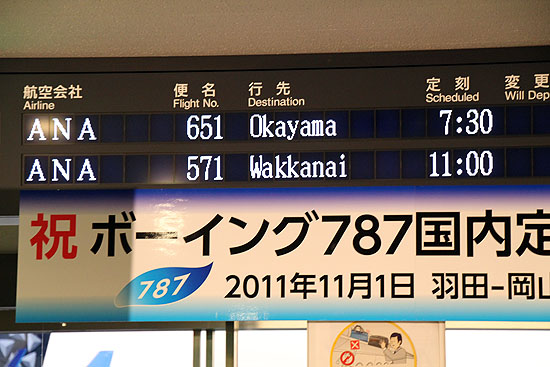 航空会社 便名 行先 定刻 変更
Airline Flight No. Destination Scheduled Will Dep
ANA 651 Okayama 7:30
ANA 571 Wakkanai 11:00
祝 ボーイング787国内定
787 2011年11月1日 羽田-岡山